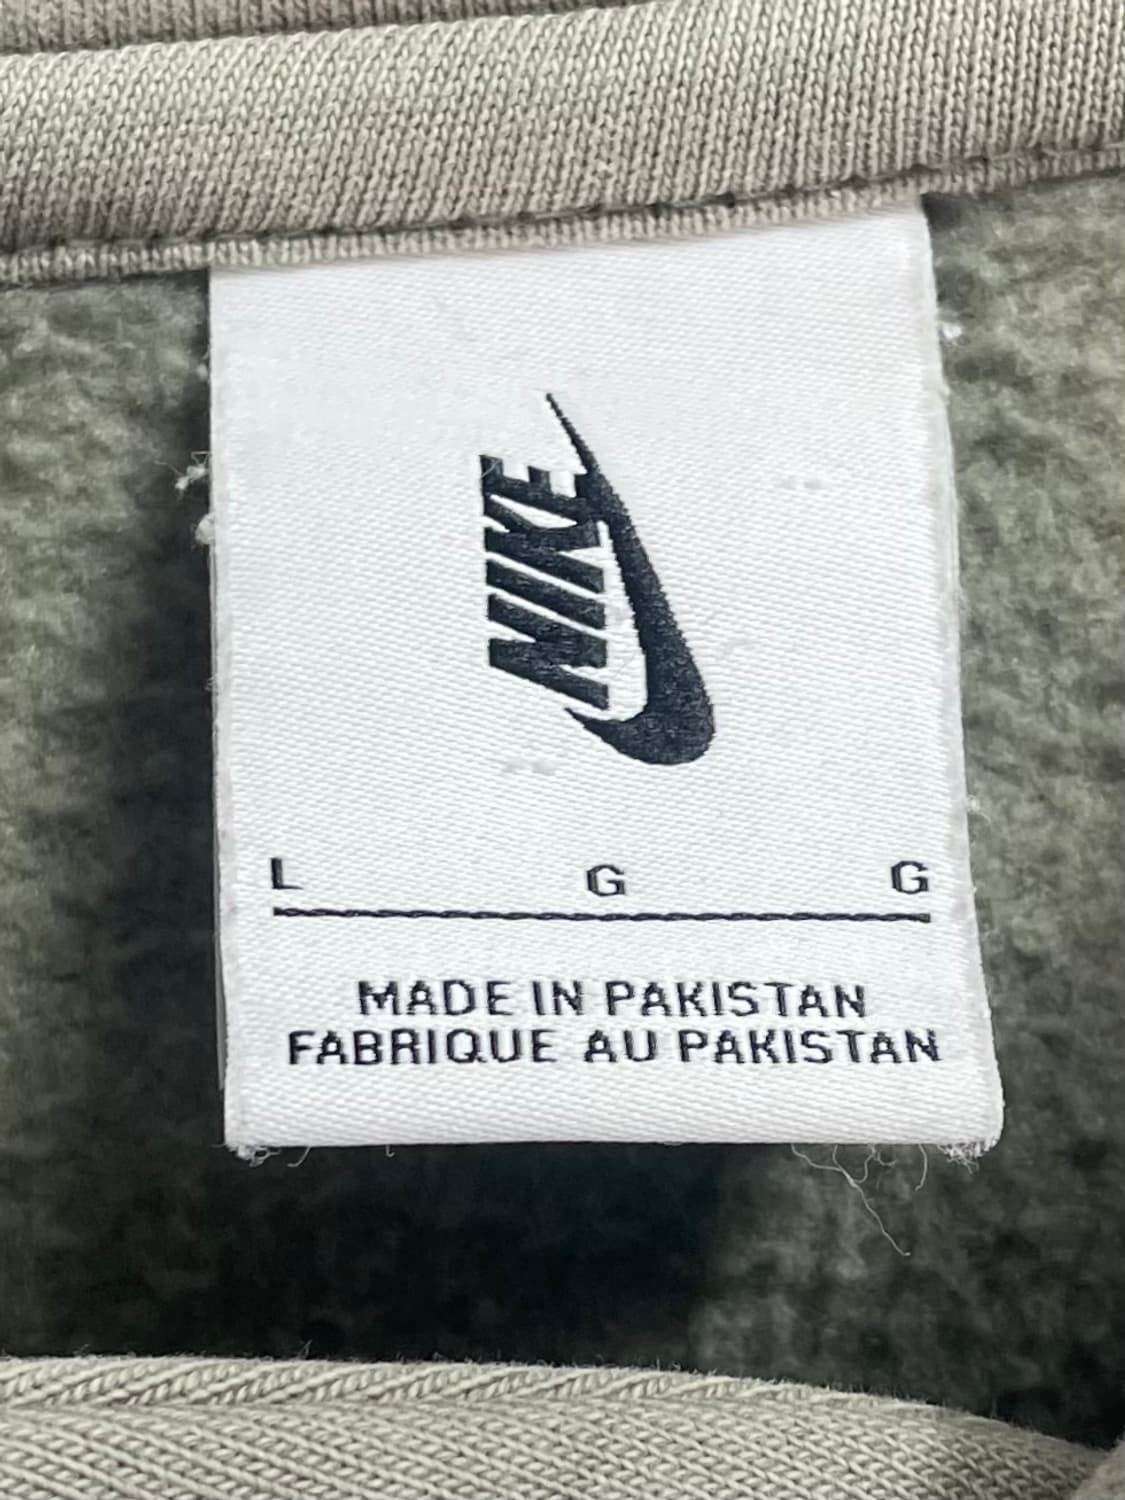 NIKE
L G G
MADE IN PAKISTAN
FABRIQUE AU PAKISTAN